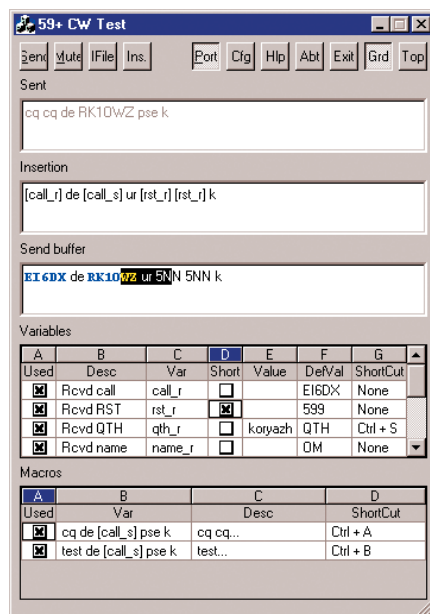 59+ CW Test
Send Mute IFile Ins. Port Cfg Hlp Abt Exit Grd Top
Sent
cq cq de RK1OWZ pse k
Insertion
[call_r] de [call_s] ur [rst_r] [rst_r] k
Send buffer
EI6DX de RK1OWZ ur 5NN 5NN k
Variables
A B C D E F G
Used Desc Var Short Value DefVal ShortCut
Rcvd call call_r EI6DX None
Rcvd RST rst_r 599 None
Rcvd QTH qth_r koryazh QTH Ctrl + S
Rcvd name name_r OM None
Macros
A B C D
Used Var Desc ShortCut
cq de [call_s] pse k cq cq... Ctrl + A
test de [call_s] pse k test... Ctrl + B